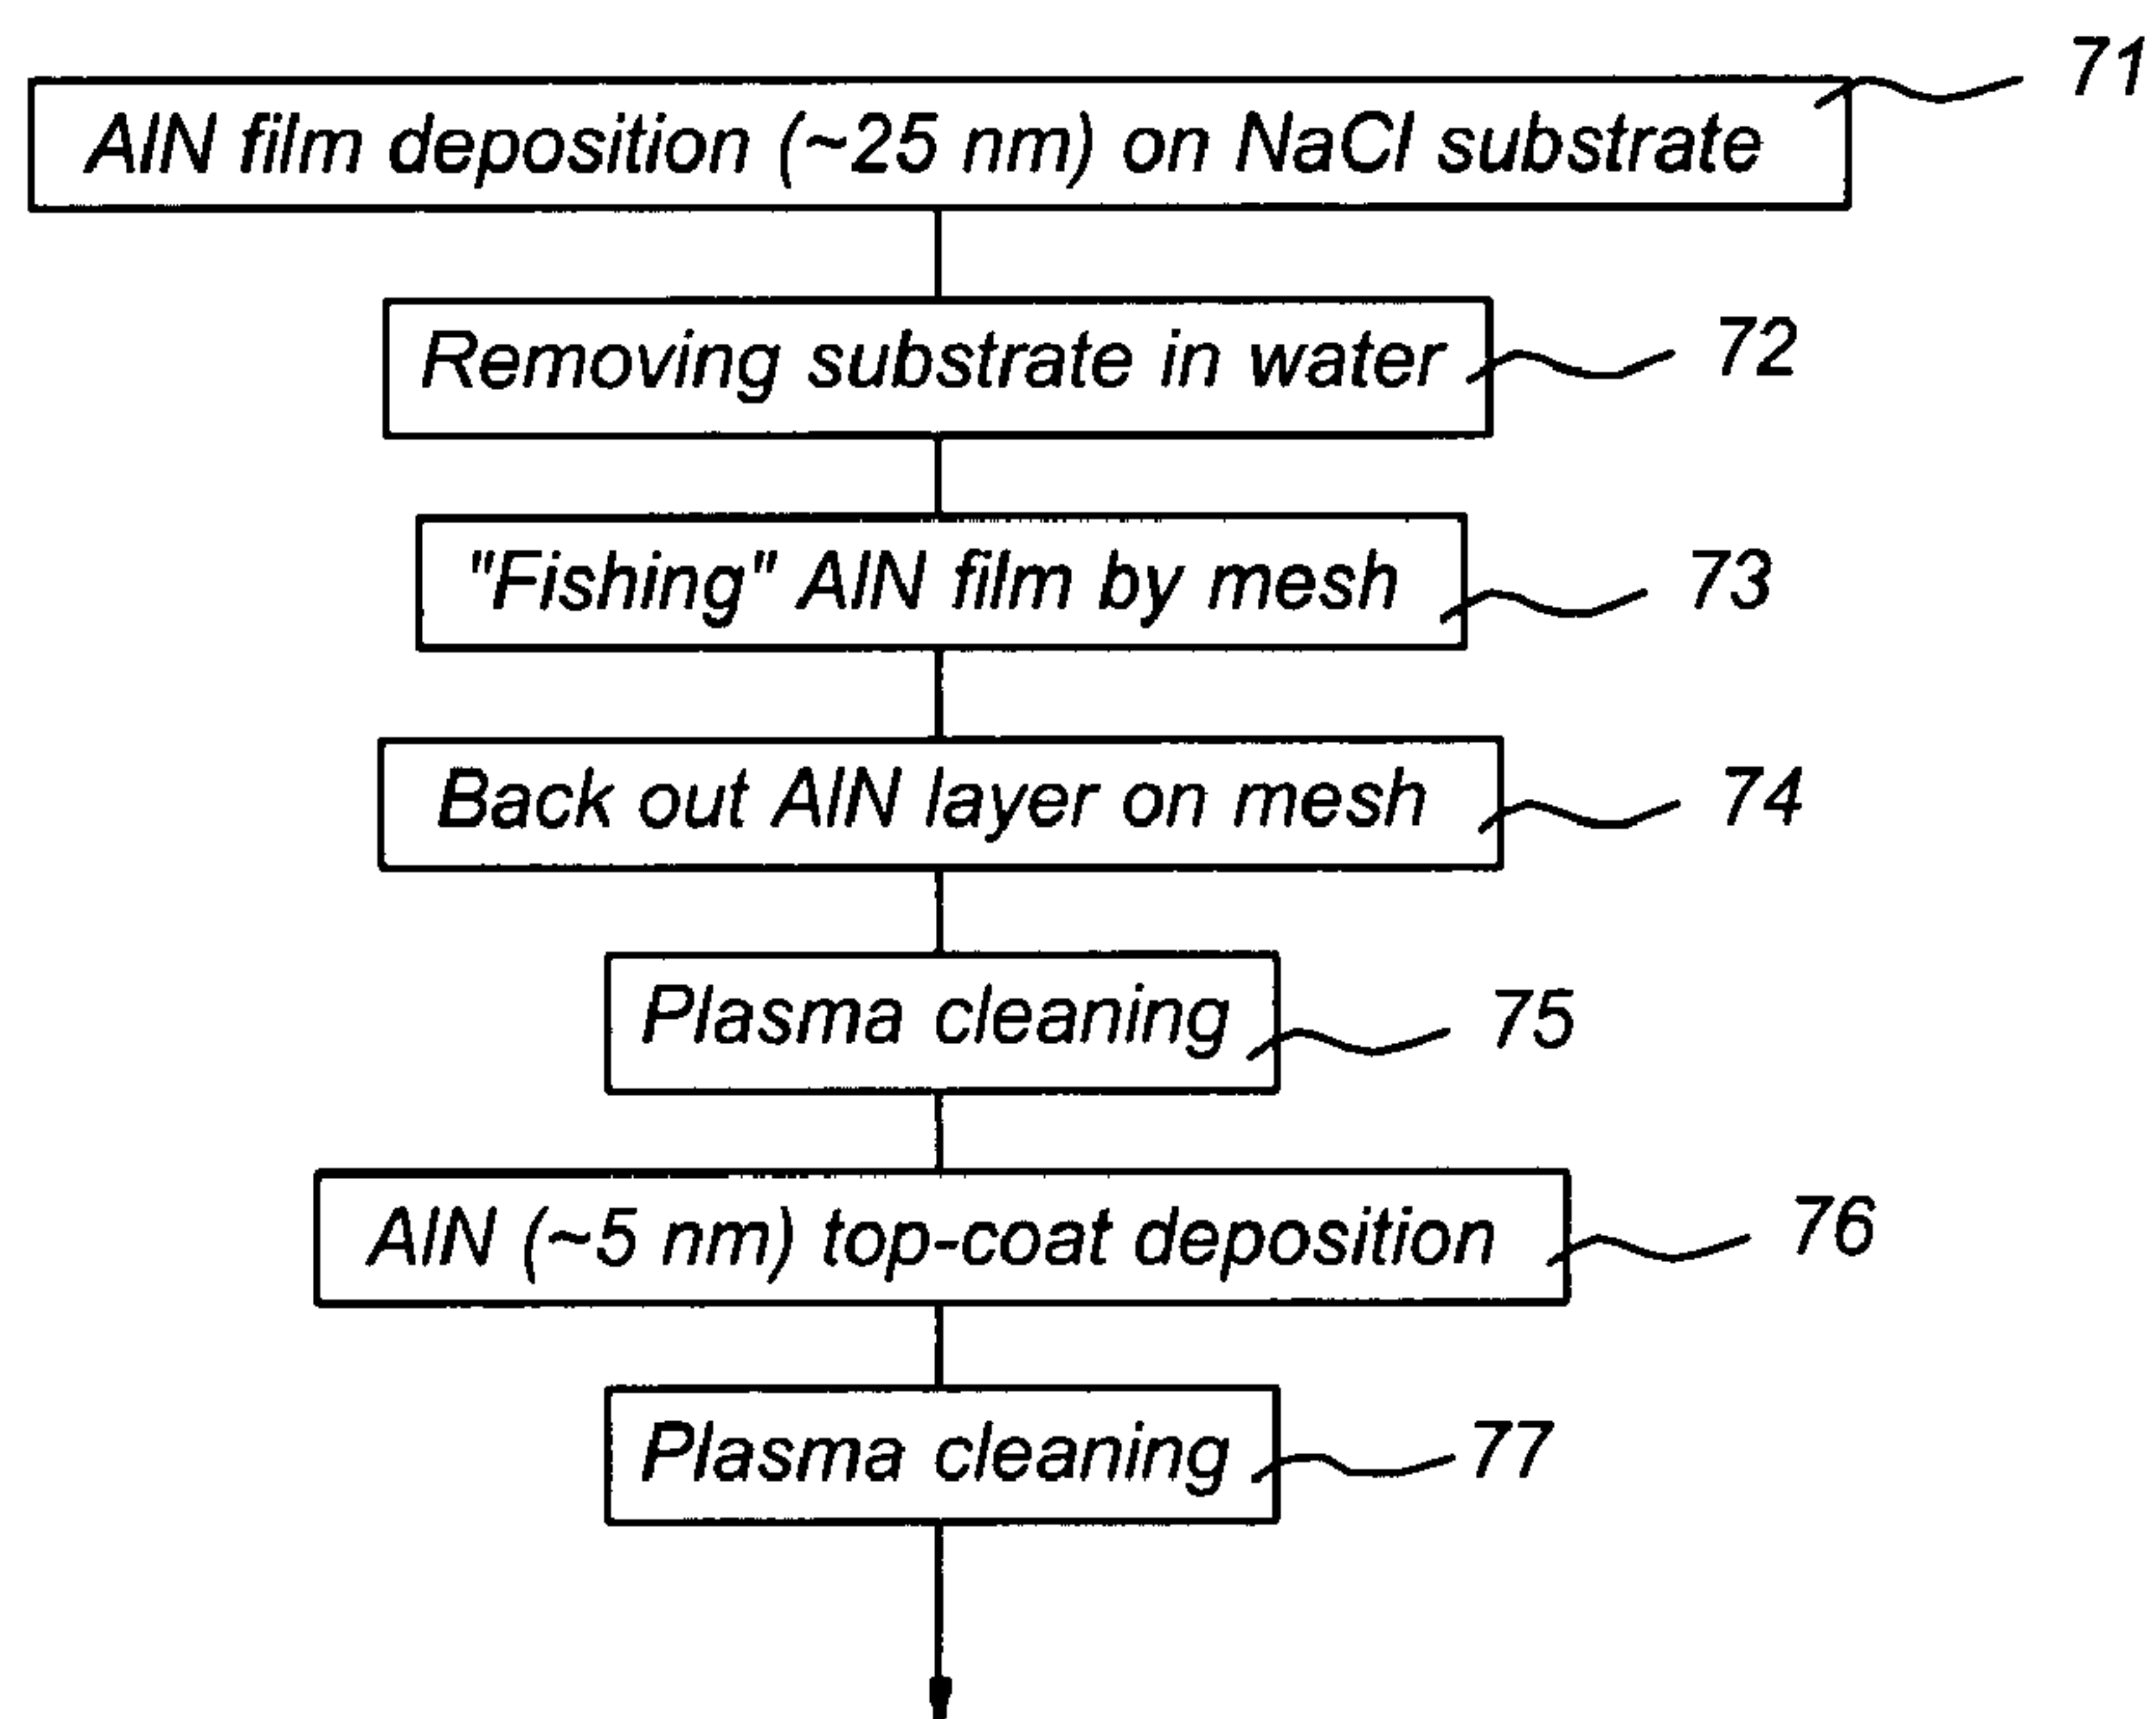 71
AlN film deposition (~25 nm) on NaCl substrate
Removing substrate in water 72
"Fishing" AlN film by mesh 73
Back out AlN layer on mesh 74
Plasma cleaning 75
AlN (~5 nm) top-coat deposition 76
Plasma cleaning 77